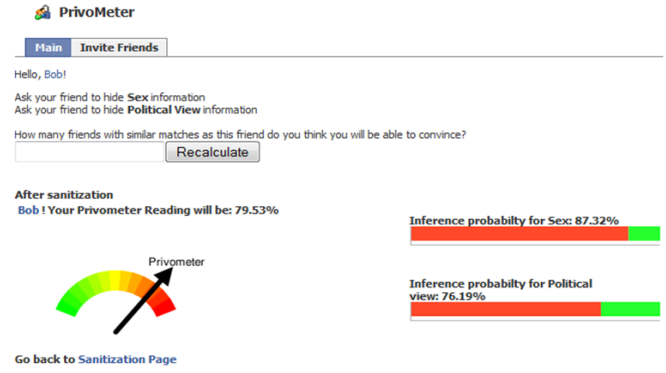 PrivoMeter
Main Invite Friends
Hello, Bob!
Ask your friend to hide Sex information
Ask your friend to hide Political View information
How many friends with similar matches as this friend do you think you will be able to convince?
Recalculate
After sanitization
Bob ! Your Privometer Reading will be: 79.53%
Privometer
Inference probabilty for Sex: 87.32%
Inference probabilty for Political
view: 76.19%
Go back to Sanitization Page